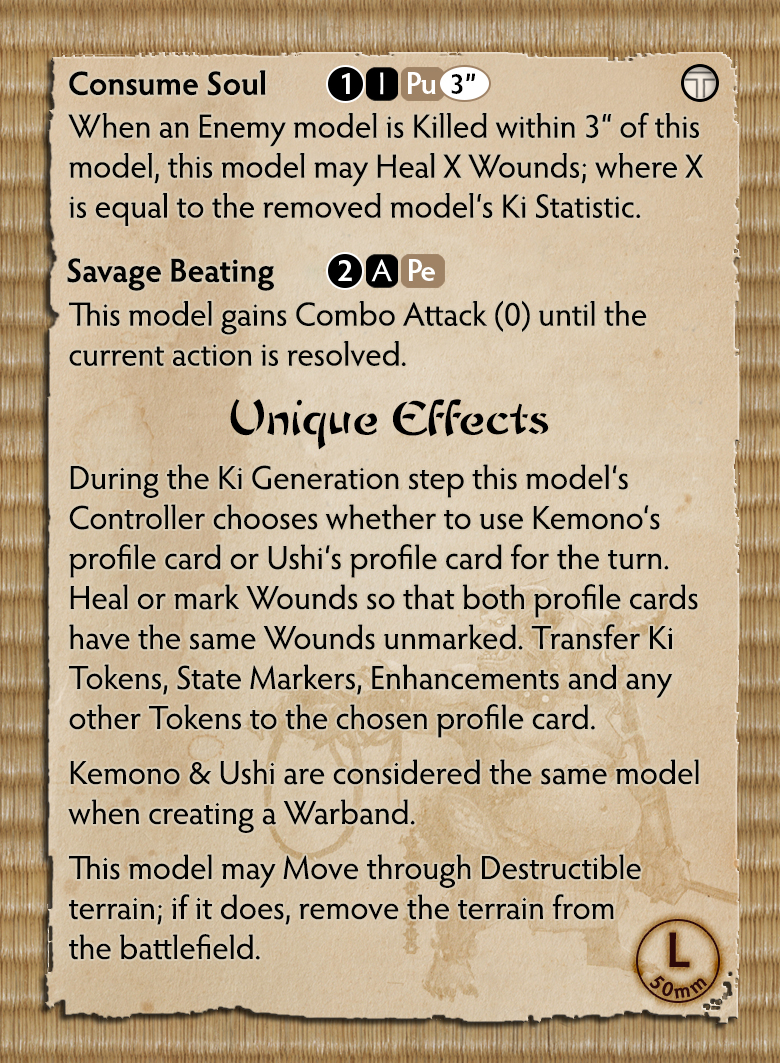 Consume Soul 1 I Pu 3”
When an Enemy model is Killed within 3“ of this
model, this model may Heal X Wounds; where X
is equal to the removed model‘s Ki Statistic.
Savage Beating 2 A Pe
This model gains Combo Attack (0) until the
current action is resolved.
Unique Effects
During the Ki Generation step this model‘s
Controller chooses whether to use Kemono‘s
profile card or Ushi‘s profile card for the turn.
Heal or mark Wounds so that both profile cards
have the same Wounds unmarked. Transfer Ki
Tokens, State Markers, Enhancements and any
other Tokens to the chosen profile card.
Kemono & Ushi are considered the same model
when creating a Warband.
This model may Move through Destructible
terrain; if it does, remove the terrain from
the battlefield.
L
50mm